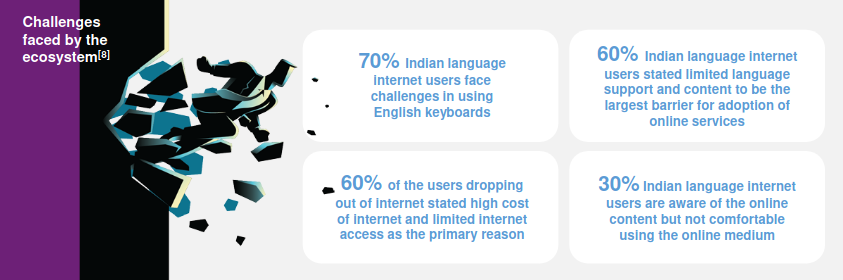 Challenges
faced by the
ecosystem[8]
70% Indian language
internet users face
challenges in using
English keyboards
60% Indian language internet
users stated limited language
support and content to be the
largest barrier for adoption of
online services
60% of the users dropping
out of internet stated high cost
of internet and limited internet
access as the primary reason
30% Indian language internet
users are aware of the online
content but not comfortable
using the online medium